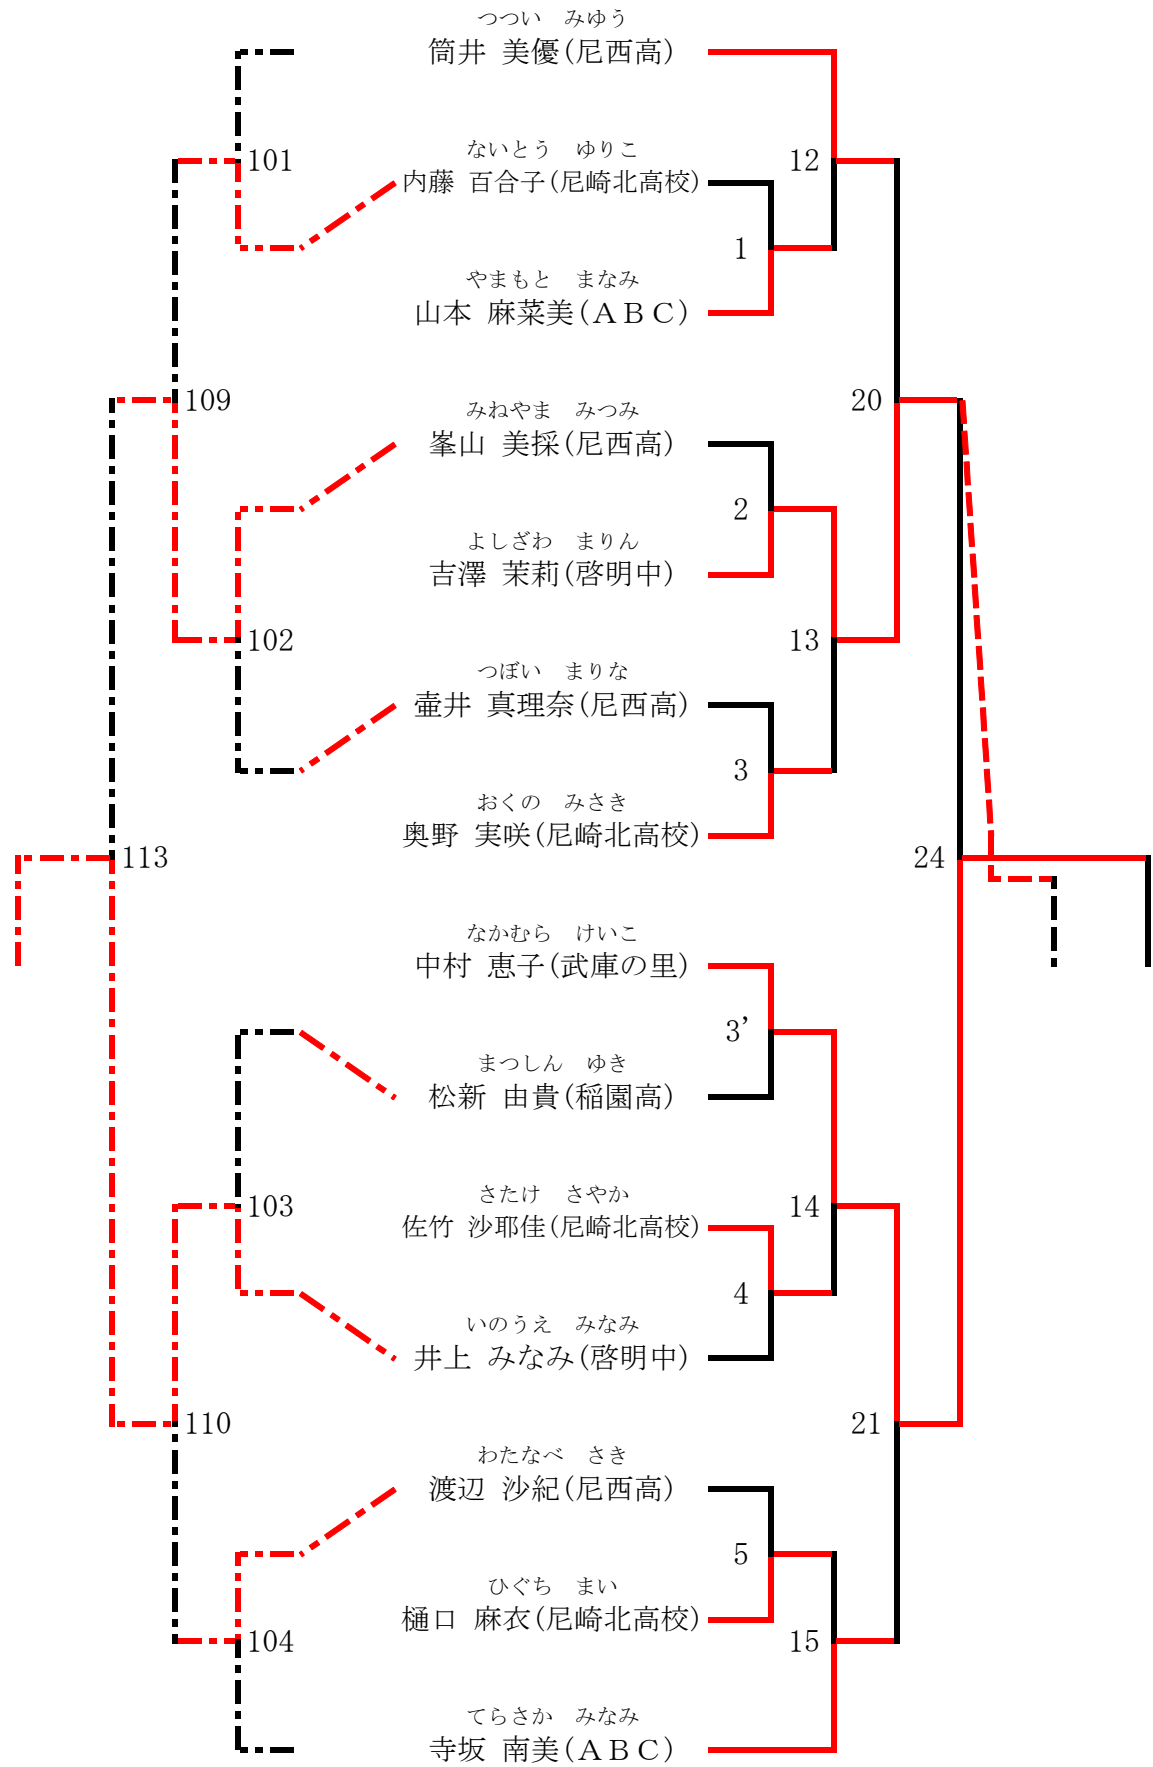 つつい　みゆう
筒井 美優(尼西高)
ないとう　ゆりこ
101
12
内藤 百合子(尼崎北高校)
1
やまもと　まなみ
山本 麻菜美(ＡＢＣ)
109
20
みねやま　みつみ
峯山 美採(尼西高)
2
よしざわ　まりん
吉澤 茉莉(啓明中)
102
13
つぼい　まりな
壷井 真理奈(尼西高)
3
おくの　みさき
奥野 実咲(尼崎北高校)
113
24
なかむら　けいこ
中村 恵子(武庫の里)
3’
まつしん　ゆき
松新 由貴(稲園高)
さたけ　さやか
103
14
佐竹 沙耶佳(尼崎北高校)
4
いのうえ　みなみ
井上 みなみ(啓明中)
110
21
わたなべ　さき
渡辺 沙紀(尼西高)
5
ひぐち　まい
樋口 麻衣(尼崎北高校)
104
15
てらさか　みなみ
寺坂 南美(ＡＢＣ)